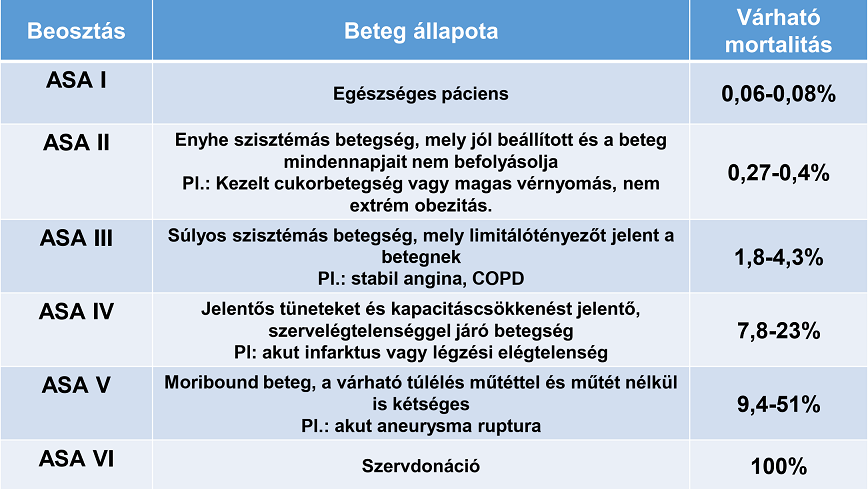 Beosztás
Beteg állapota
Várható
mortalitás
ASA I
Egészséges páciens
0,06-0,08%
ASA II
Enyhe szisztémás betegség, mely jól beállított és a beteg
mindennapjait nem befolyásolja
Pl.: Kezelt cukorbetegség vagy magas vérnyomás, nem
extrém obezitás.
0,27-0,4%
ASA III
Súlyos szisztémás betegség, mely limitálótényezőt jelent a
betegnek
Pl.: stabil angina, COPD
1,8-4,3%
ASA IV
Jelentős tüneteket és kapacitáscsökkenést jelentő,
szervelégtelenséggel járó betegség
Pl: akut infarktus vagy légzési elégtelenség
7,8-23%
ASA V
Moribound beteg, a várható túlélés műtéttel és műtét nélkül
is kétséges
Pl.: akut aneurysma ruptura
9,4-51%
ASA VI
Szervdonáció
100%